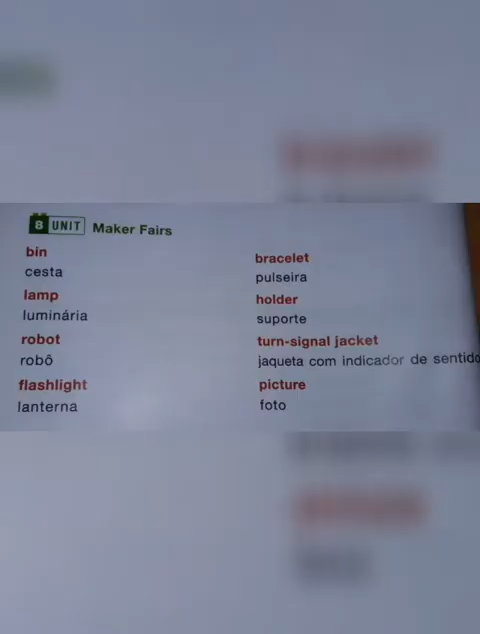 8 UNIT Maker Fairs
bin
cesta
lamp
luminária
robot
robô
flashlight
lanterna
bracelet
pulseira
holder
suporte
turn-signal jacket
jaqueta com indicador de sentido
picture
foto